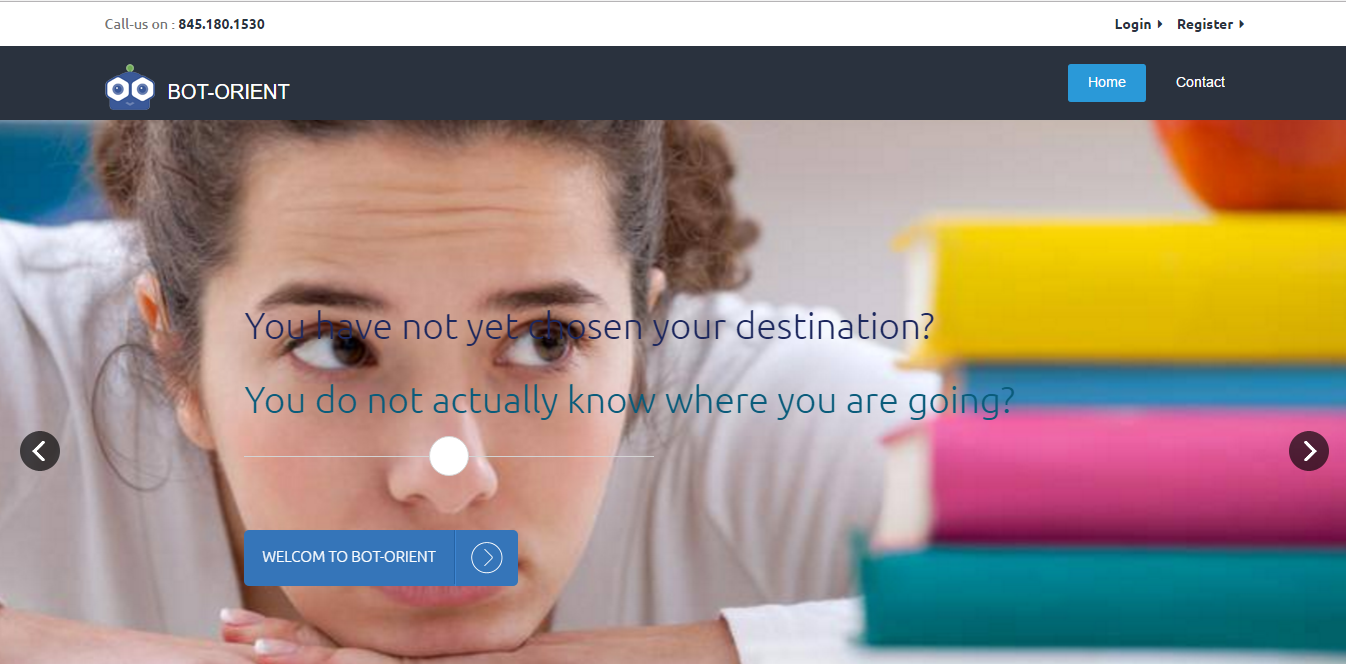 Call-us on : 845.180.1530
Login Register
BOT-ORIENT
Home Contact
You have not yet chosen your destination?
You do not actually know where you are going?
WELCOM TO BOT-ORIENT